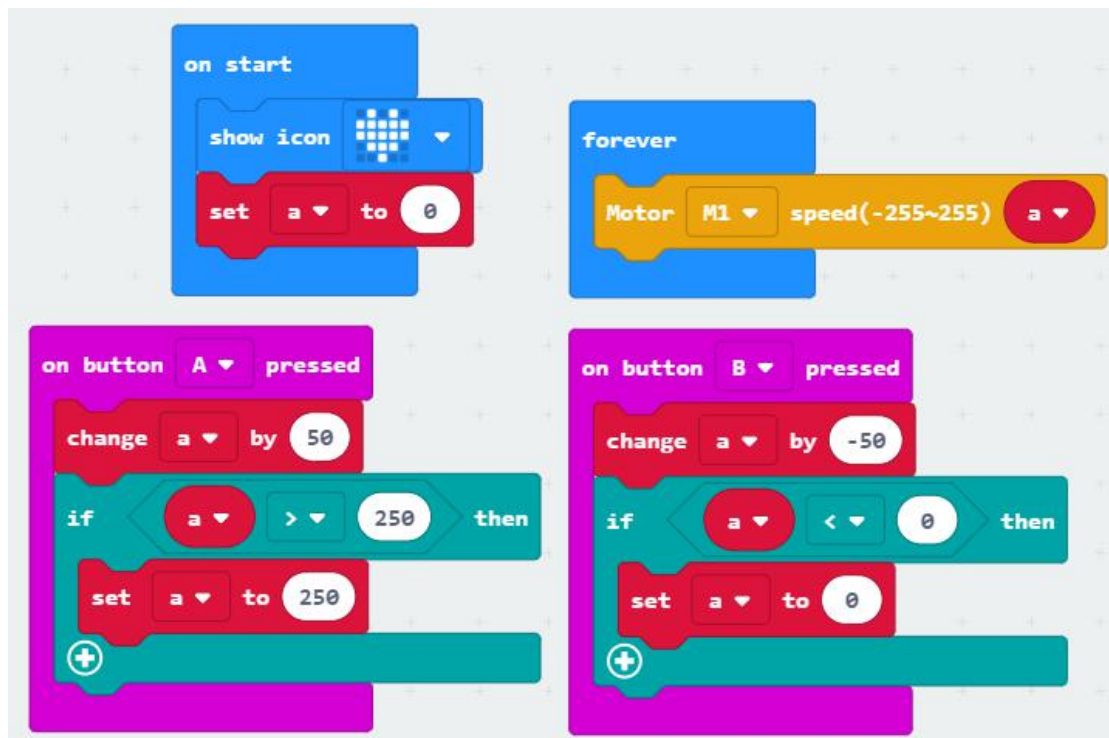 on start
show icon
set a to 0
forever
Motor M1 speed(-255~255) a
on button A pressed
change a by 50
if a > 250 then
set a to 250
on button B pressed
change a by -50
if a < 0 then
set a to 0